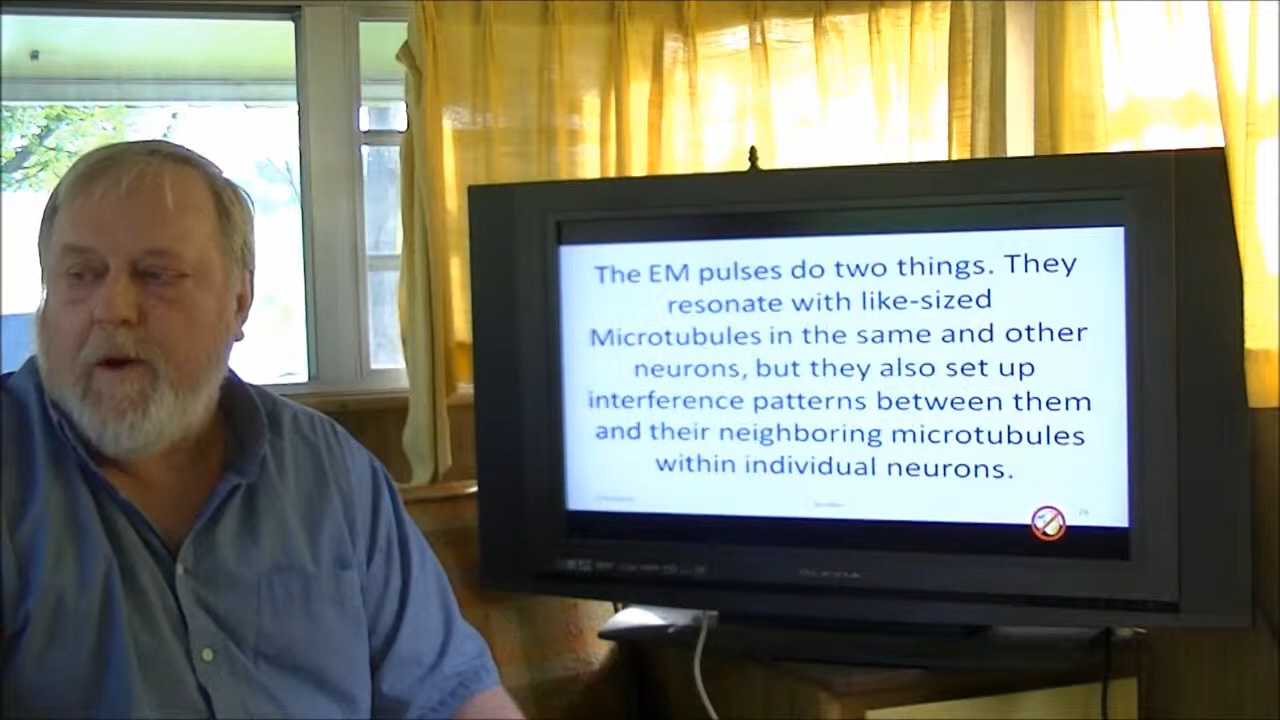 The EM pulses do two things. They
resonate with like-sized
Microtubules in the same and other
neurons, but they also set up
interference patterns between them
and their neighboring microtubules
within individual neurons.
OLEVIA